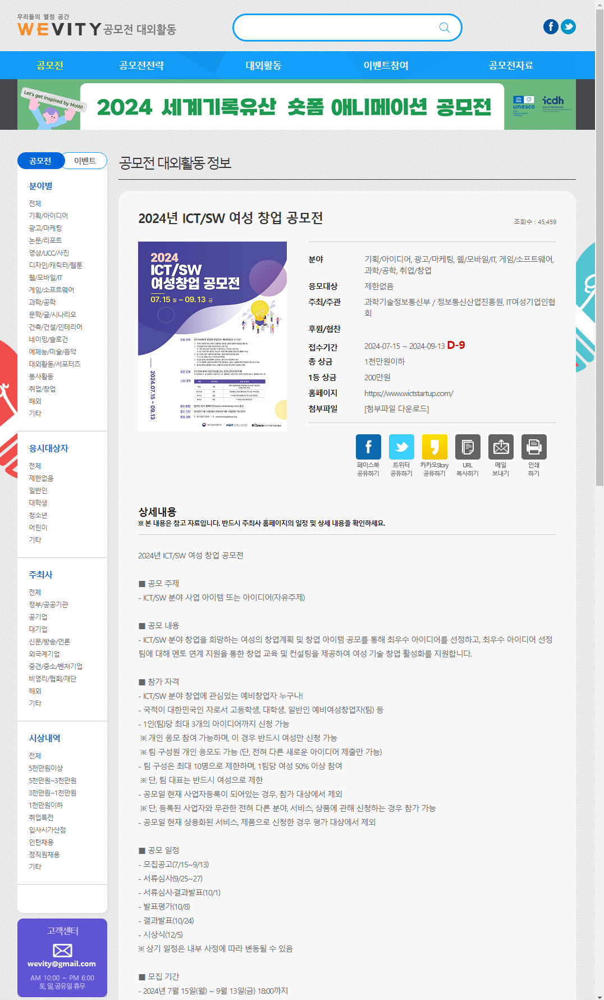 우리들의 열정 공간
WEVITY 공모전 대외활동
공모전 공모전전략 대외활동 이벤트참여 공모전자료
Let's get inspired by MoW!
2024 세계기록유산 숏폼 애니메이션 공모전
unesco icdh
공모전 이벤트
분야별
전체
기획/아이디어
광고/마케팅
논문/리포트
영상/UCC/사진
디자인/캐릭터/웹툰
웹/모바일/IT
게임/소프트웨어
과학/공학
문학/글/시나리오
건축/건설/인테리어
네이밍/슬로건
예체능/미술/음악
대외활동/서포터즈
봉사활동
취업/창업
해외
기타
응시대상자
전체
제한없음
일반인
대학생
청소년
어린이
기타
주최사
전체
정부/공공기관
공기업
대기업
신문/방송/언론
외국계기업
중견/중소/벤처기업
비영리/협회/재단
해외
기타
시상내역
전체
5천만원이상
5천만원~3천만원
3천만원~1천만원
1천만원이하
취업특전
입사시가산점
인턴채용
정직원채용
기타
고객센터
wevity@gmail.com
AM 10:00 ~ PM 6:00
토, 일, 공유일 휴무
공모전 대외활동 정보
2024년 ICT/SW 여성 창업 공모전
조회수 : 45,459
2024
ICT/SW
여성창업 공모전
07.15 월 ~ 09.13 금
2024.07.15 ~ 09.13
신청 자격
공모 주제
시상 내역
접수 방법
접수 기간
문의 사항
분야 기획/아이디어, 광고/마케팅, 웹/모바일/IT, 게임/소프트웨어,
과학/공학, 취업/창업
응모대상 제한없음
주최/주관 과학기술정보통신부 / 정보통신산업진흥원, IT여성기업인협
회
후원/협찬
접수기간 2024-07-15 ~ 2024-09-13 D-9
총 상금 1천만원이하
1등 상금 200만원
홈페이지 https://www.wictstartup.com/
첨부파일 [첨부파일 다운로드]
페이스북
공유하기
트위터
공유하기
카카오Story
공유하기
URL
복사하기
메일
보내기
인쇄
하기
상세내용
※ 본 내용은 참고 자료입니다. 반드시 주최사 홈페이지의 일정 및 상세 내용을 확인하세요.
2024년 ICT/SW 여성 창업 공모전
■ 공모 주제
- ICT/SW 분야 사업 아이템 또는 아이디어(자유주제)
■ 공모 내용
- ICT/SW 분야 창업을 희망하는 여성의 창업계획 및 창업 아이템 공모를 통해 최우수 아이디어를 선정하고, 최우수 아이디어 선정
팀에 대해 멘토 연계 지원을 통한 창업 교육 및 컨설팅을 제공하여 여성 기술 창업 활성화를 지원합니다.
■ 참가 자격
- ICT/SW 분야 창업에 관심있는 예비창업자 누구나!
- 국적이 대한민국인 자로서 고등학생, 대학생, 일반인 예비여성창업자(팀) 등
- 1인(팀)당 최대 3개의 아이디어까지 신청 가능
※ 개인 응모 참여 가능하며, 이 경우 반드시 여성만 신청 가능
※ 팀 구성원 개인 응모도 가능 (단, 전혀 다른 새로운 아이디어 제출만 가능)
- 팀 구성은 최대 10명으로 제한하며, 1팀당 여성 50% 이상 참여
※ 단, 팀 대표는 반드시 여성으로 제한
- 공모일 현재 사업자등록이 되어있는 경우, 참가 대상에서 제외
※ 단, 등록된 사업자와 무관한 전혀 다른 분야, 서비스, 상품에 관해 신청하는 경우 참가 가능
- 공모일 현재 상용화된 서비스, 제품으로 신청한 경우 평가 대상에서 제외
■ 공모 일정
- 모집공고(7/15~9/13)
- 서류심사(9/25~27)
- 서류심사·결과발표(10/1)
- 발표평가(10/8)
- 결과발표(10/24)
- 시상식(12/5)
※ 상기 일정은 내부 사정에 따라 변동될 수 있음
■ 모집 기간
- 2024년 7월 15일(월) ~ 9월 13일(금) 18:00까지